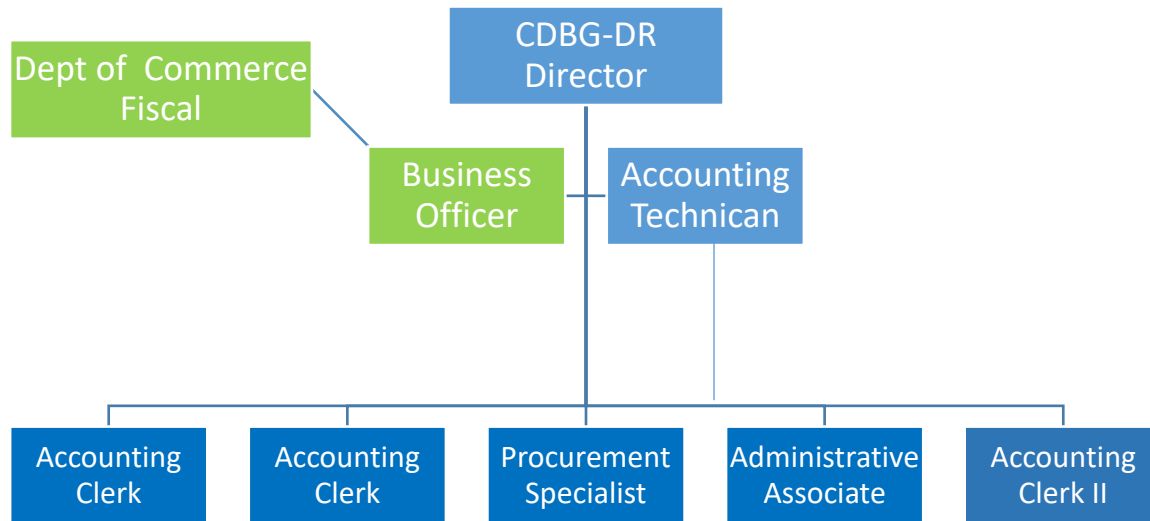 CDBG-DR
Director
Dept of Commerce
Fiscal
Business
Officer
Accounting
Technican
Accounting
Clerk
Accounting
Clerk
Procurement
Specialist
Administrative
Associate
Accounting
Clerk II